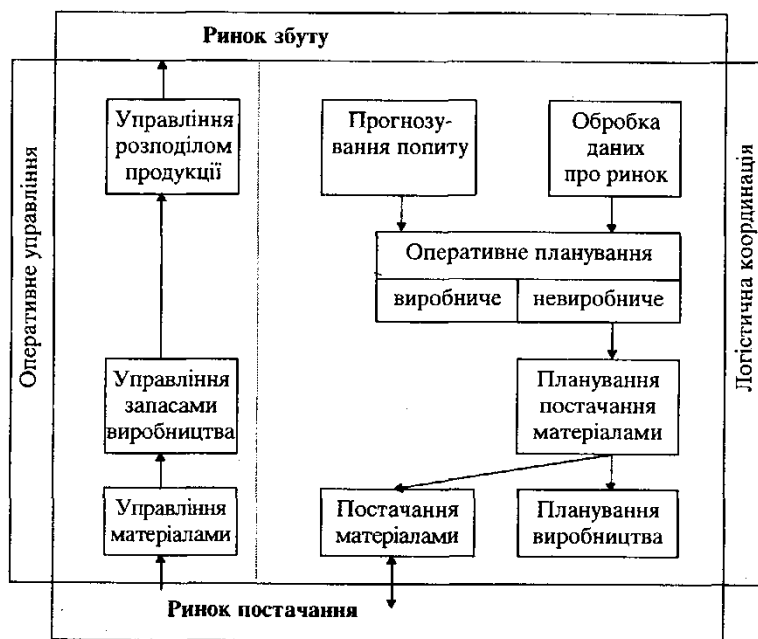 Ринок збуту
Оперативне управління
Управління
розподілом
продукції
Управління
запасами
виробництва
Управління
матеріалами
Прогнозу-
вання попиту
Обробка
даних
про ринок
Оперативне планування
виробниче
невиробниче
Планування
постачання
матеріалами
Постачання
матеріалами
Планування
виробництва
Логістична координація
Ринок постачання